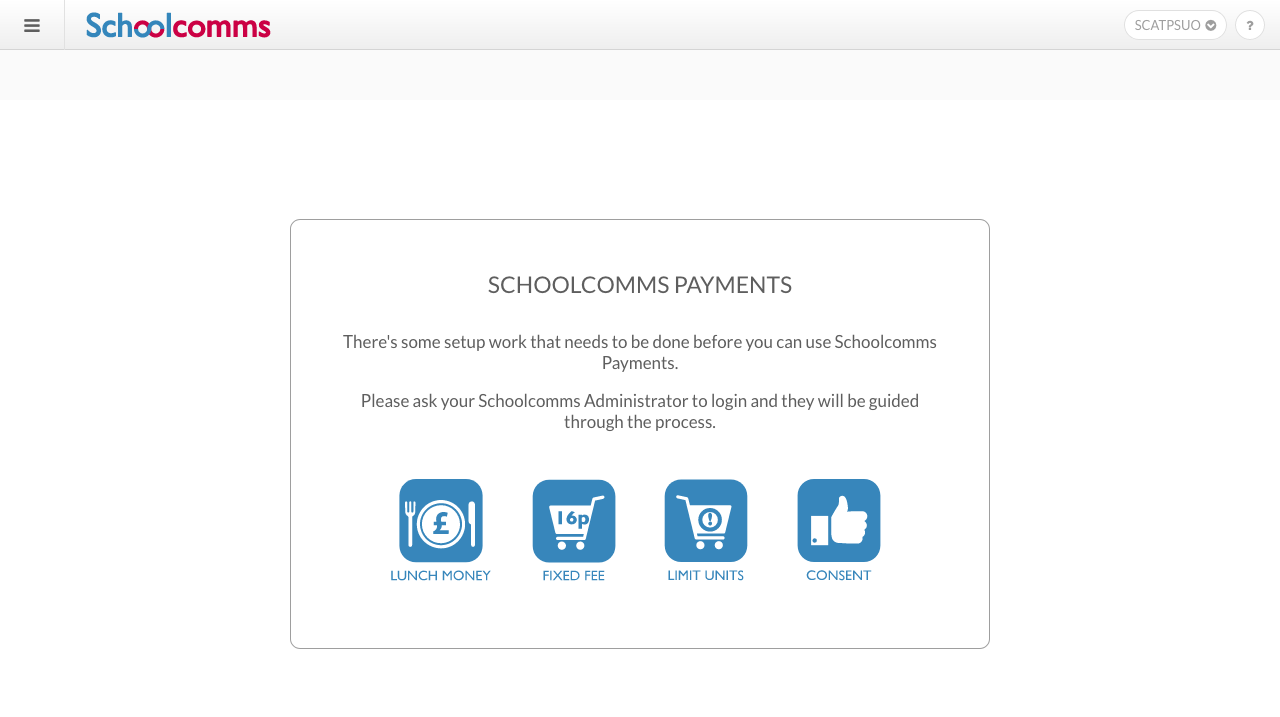 Schoolcomms
SCATPSUO
?
SCHOOLCOMMS PAYMENTS
There's some setup work that needs to be done before you can use Schoolcomms
Payments.
Please ask your Schoolcomms Administrator to login and they will be guided
through the process.
£
16p
!
LUNCH MONEY
FIXED FEE
LIMIT UNITS
CONSENT